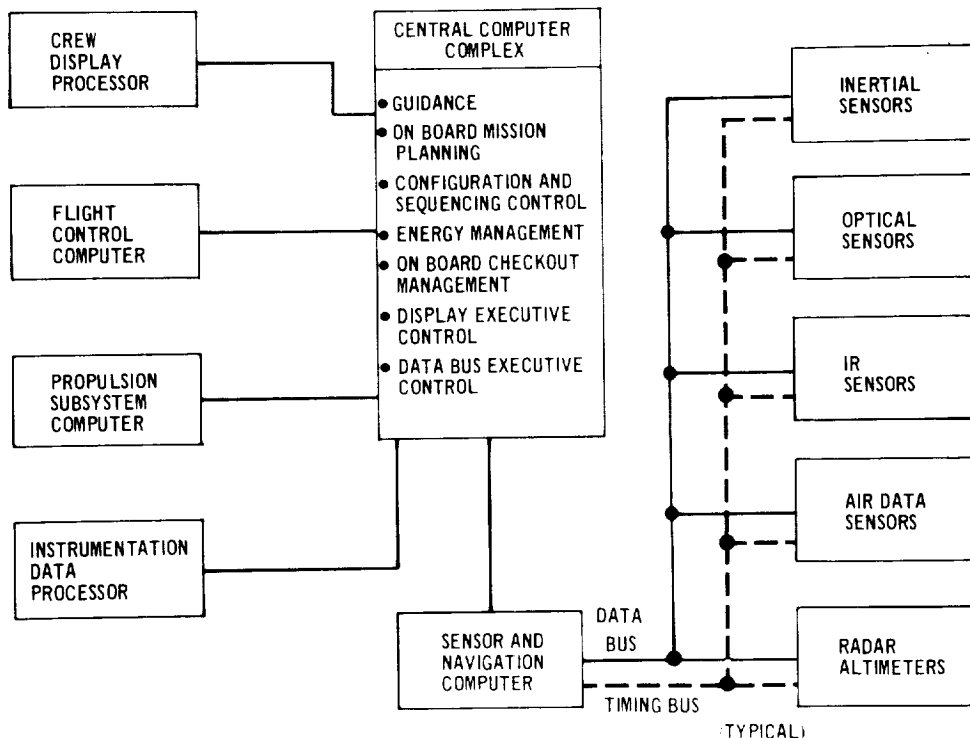 CREW
DISPLAY
PROCESSOR
FLIGHT
CONTROL
COMPUTER
PROPULSION
SUBSYSTEM
COMPUTER
INSTRUMENTATION
DATA
PROCESSOR
CENTRAL COMPUTER
COMPLEX
• GUIDANCE
• ON BOARD MISSION
PLANNING
• CONFIGURATION AND
SEQUENCING CONTROL
• ENERGY MANAGEMENT
• ON BOARD CHECKOUT
MANAGEMENT
• DISPLAY EXECUTIVE
CONTROL
• DATA BUS EXECUTIVE
CONTROL
SENSOR AND
NAVIGATION
COMPUTER
DATA
BUS
TIMING BUS
(TYPICAL)
INERTIAL
SENSORS
OPTICAL
SENSORS
IR
SENSORS
AIR DATA
SENSORS
RADAR
ALTIMETERS